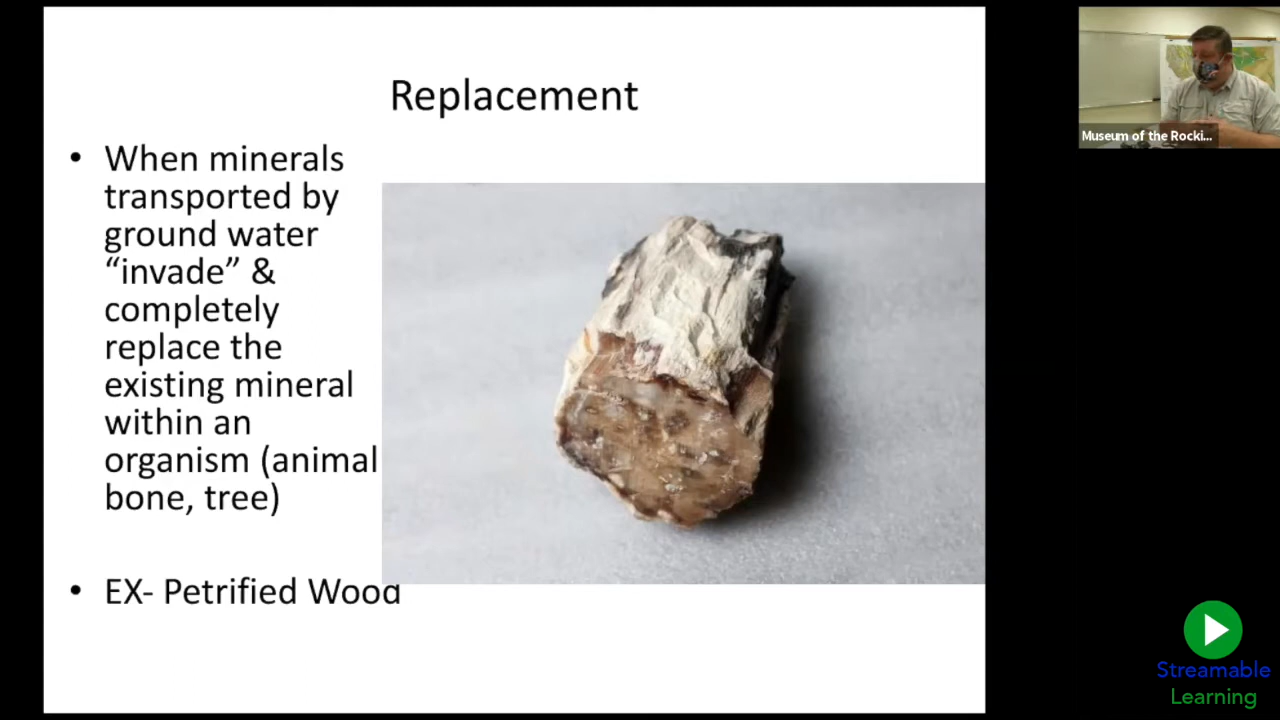 Replacement
• When minerals
transported by
ground water
“invade” &
completely
replace the
existing mineral
within an
organism (animal
bone, tree)
• EX- Petrified Wood
Museum of the Rocki...
Streamable
Learning